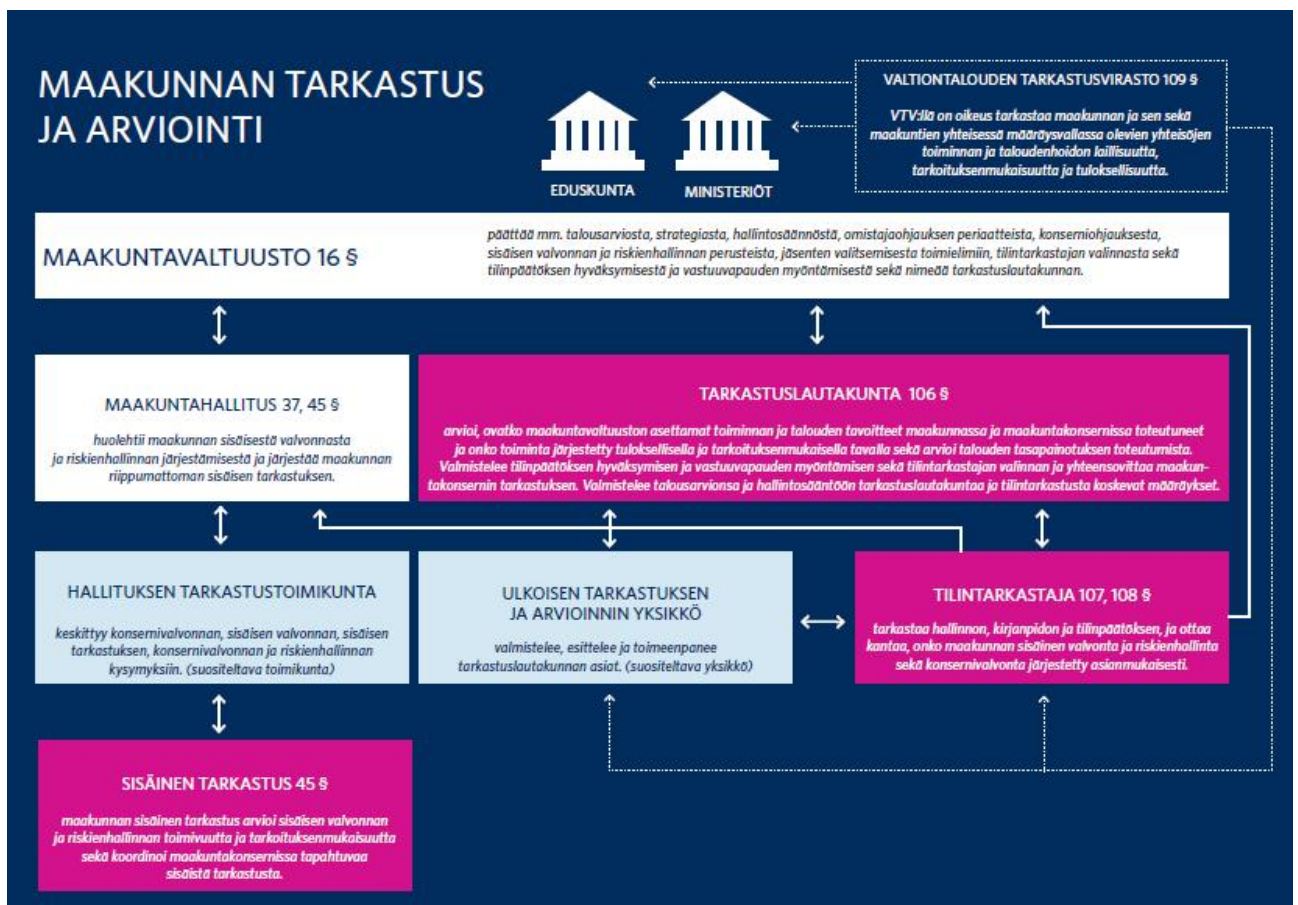 MAAKUNNAN TARKASTUS
JA ARVIOINTI
EDUSKUNTA
MINISTERIÖT
VALTIONTALOUDEN TARKASTUSVIRASTO 109 §
VTV:llä on oikeus tarkastaa maakunnan ja sen sekä
maakuntien yhteisessä määräysvallassa olevien yhteisöjen
toiminnan ja taloudenhoidon laillisuutta,
tarkoituksenmukaisuutta ja tuloksellisuutta.
MAAKUNTAVALTUUSTO 16 §
päättää mm. talousarviosta, strategiasta, hallintosäännöstä, omistajaohjauksen periaatteista, konserniohjauksesta,
sisäisen valvonnan ja riskienhallinnan perusteista, jäsenten valitsemisesta toimielimiin, tilintarkastajan valinnasta sekä
tilinpäätöksen hyväksymisestä ja vastuuvapauden myöntämisestä sekä nimeää tarkastuslautakunnan.
MAAKUNTAHALLITUS 37, 45 §
huolehtii maakunnan sisäisestä valvonnasta
ja riskienhallinnan järjestämisestä ja järjestää maakunnan
riippumattoman sisäisen tarkastuksen.
TARKASTUSLAUTAKUNTA 106 §
arvioi, ovatko maakuntavaltuuston asettamat toiminnan ja talouden tavoitteet maakunnassa ja maakuntakonsernissa toteutuneet
ja onko toiminta järjestetty tuloksellisella ja tarkoituksenmukaisella tavalla sekä arvioi talouden tasapainotuksen toteutumista.
Valmistelee tilinpäätöksen hyväksymisen ja vastuuvapauden myöntämisen sekä tilintarkastajan valinnan ja yhteensovittaa maakun-
takonsernin tarkastuksen. Valmistelee talousarvionsa ja hallintosääntöön tarkastuslautakuntaa ja tilintarkastusta koskevat määräykset.
HALLITUKSEN TARKASTUSTOIMIKUNTA
keskittyy konsernivalvonnan, sisäisen valvonnan, sisäisen
tarkastuksen, konsernivalvonnan ja riskienhallinnan
kysymyksiin. (suositeltava toimikunta)
ULKOISEN TARKASTUKSEN
JA ARVIOINNIN YKSIKKÖ
valmistelee, esittelee ja toimeenpanee
tarkastuslautakunnan asiat. (suositeltava yksikkö)
TILINTARKASTAJA 107, 108 §
tarkastaa hallinnon, kirjanpidon ja tilinpäätöksen, ja ottaa
kantaa, onko maakunnan sisäinen valvonta ja riskienhallinta
sekä konsernivalvonta järjestetty asianmukaisesti.
SISÄINEN TARKASTUS 45 §
maakunnan sisäinen tarkastus arvioi sisäisen valvonnan
ja riskienhallinnan toimivuutta ja tarkoituksenmukaisuutta
sekä koordinoi maakuntakonsernissa tapahtuvaa
sisäistä tarkastusta.